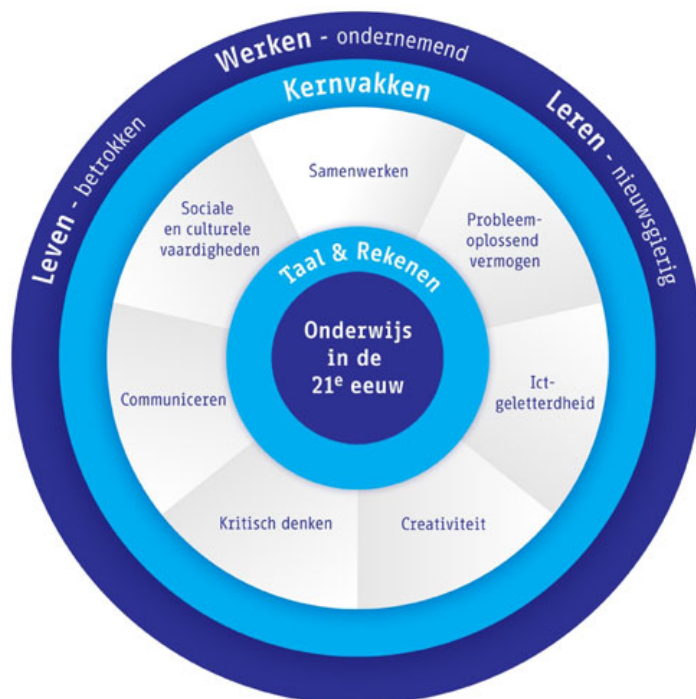 Leven - betrokken
Werken - ondernemend
Leren - nieuwsgierig
Kernvakken
Samenwerken
Probleem-
oplossend
vermogen
Ict-
geletterdheid
Creativiteit
Kritisch denken
Communiceren
Sociale
en culturele
vaardigheden
Taal & Rekenen
Onderwijs
in de
21e eeuw